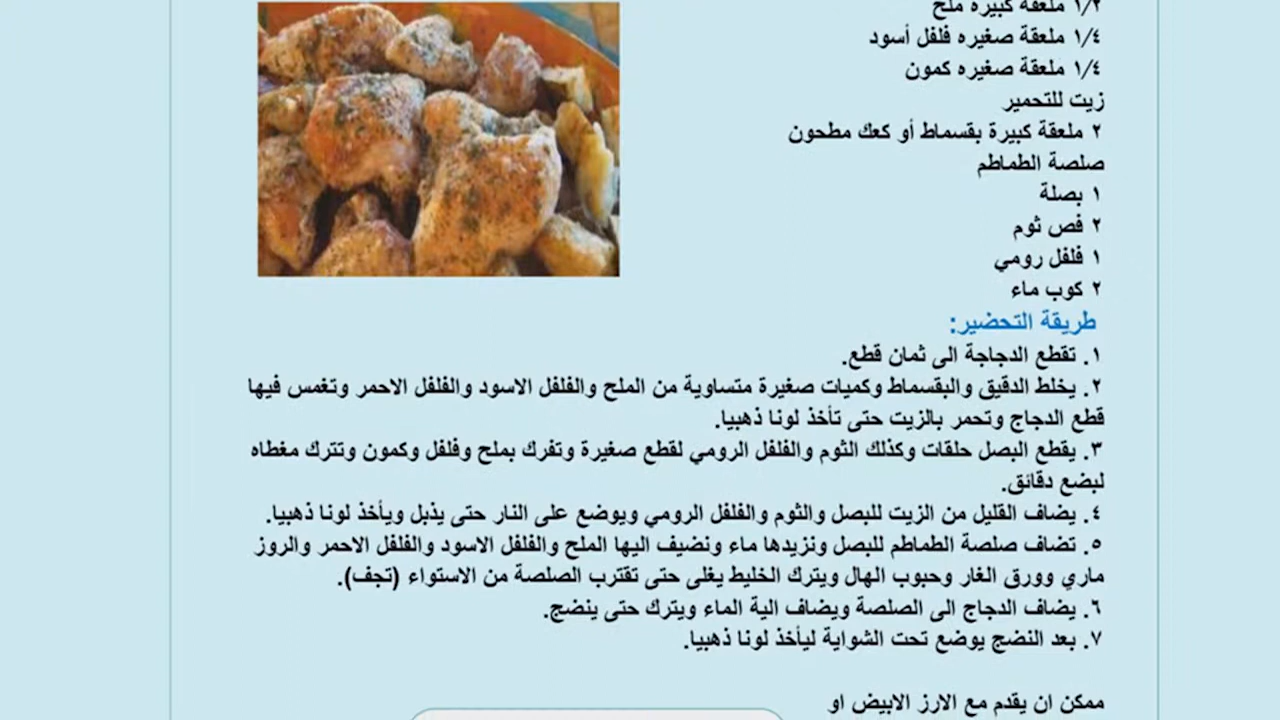 ١/٢ ملعقة كبيرة ملح
١/٤ ملعقة صغيره فلفل أسود
١/٤ ملعقة صغيره كمون
زيت للتحمير
٢ ملعقة كبيرة بقسماط أو كعك مطحون
صلصة الطماطم
١ بصلة
٢ فص ثوم
١ فلفل رومي
٢ كوب ماء
طريقة التحضير:
١. تقطع الدجاجة الى ثمان قطع.
٢. يخلط الدقيق والبقسماط وكميات صغيرة متساوية من الملح والفلفل الاسود والفلفل الاحمر وتغمس فيها
قطع الدجاج وتحمر بالزيت حتى تأخذ لونا ذهبيا.
٣. يقطع البصل حلقات وكذلك الثوم والفلفل الرومي لقطع صغيرة وتفرك بملح وفلفل وكمون وتترك مغطاه
لبضع دقائق.
٤. يضاف القليل من الزيت للبصل والثوم والفلفل الرومي ويوضع على النار حتى يذبل ويأخذ لونا ذهبيا.
٥. تضاف صلصة الطماطم للبصل ونزيدها ماء ونضيف اليها الملح والفلفل الاسود والفلفل الاحمر والروز
ماري وورق الغار وحبوب الهال ويترك الخليط يغلى حتى تقترب الصلصة من الاستواء (تجف).
٦. يضاف الدجاج الى الصلصة ويضاف الية الماء ويترك حتى ينضج.
٧. بعد النضج يوضع تحت الشواية ليأخذ لونا ذهبيا.
ممكن ان يقدم مع الارز الابيض او